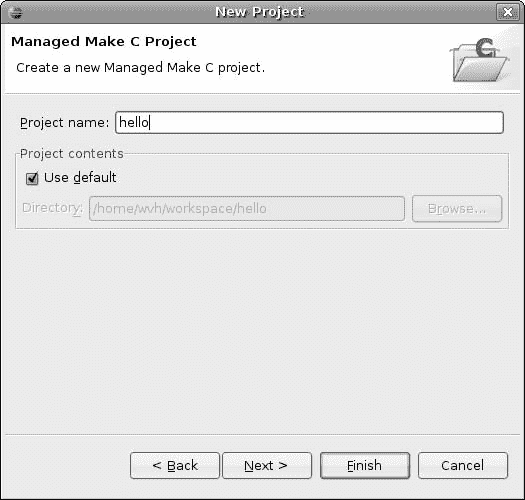 New Project
Managed Make C Project
Create a new Managed Make C project.
C
Project name: hello
Project contents
Use default
Directory: /home/wvh/workspace/hello Browse...
< Back Next > Finish Cancel